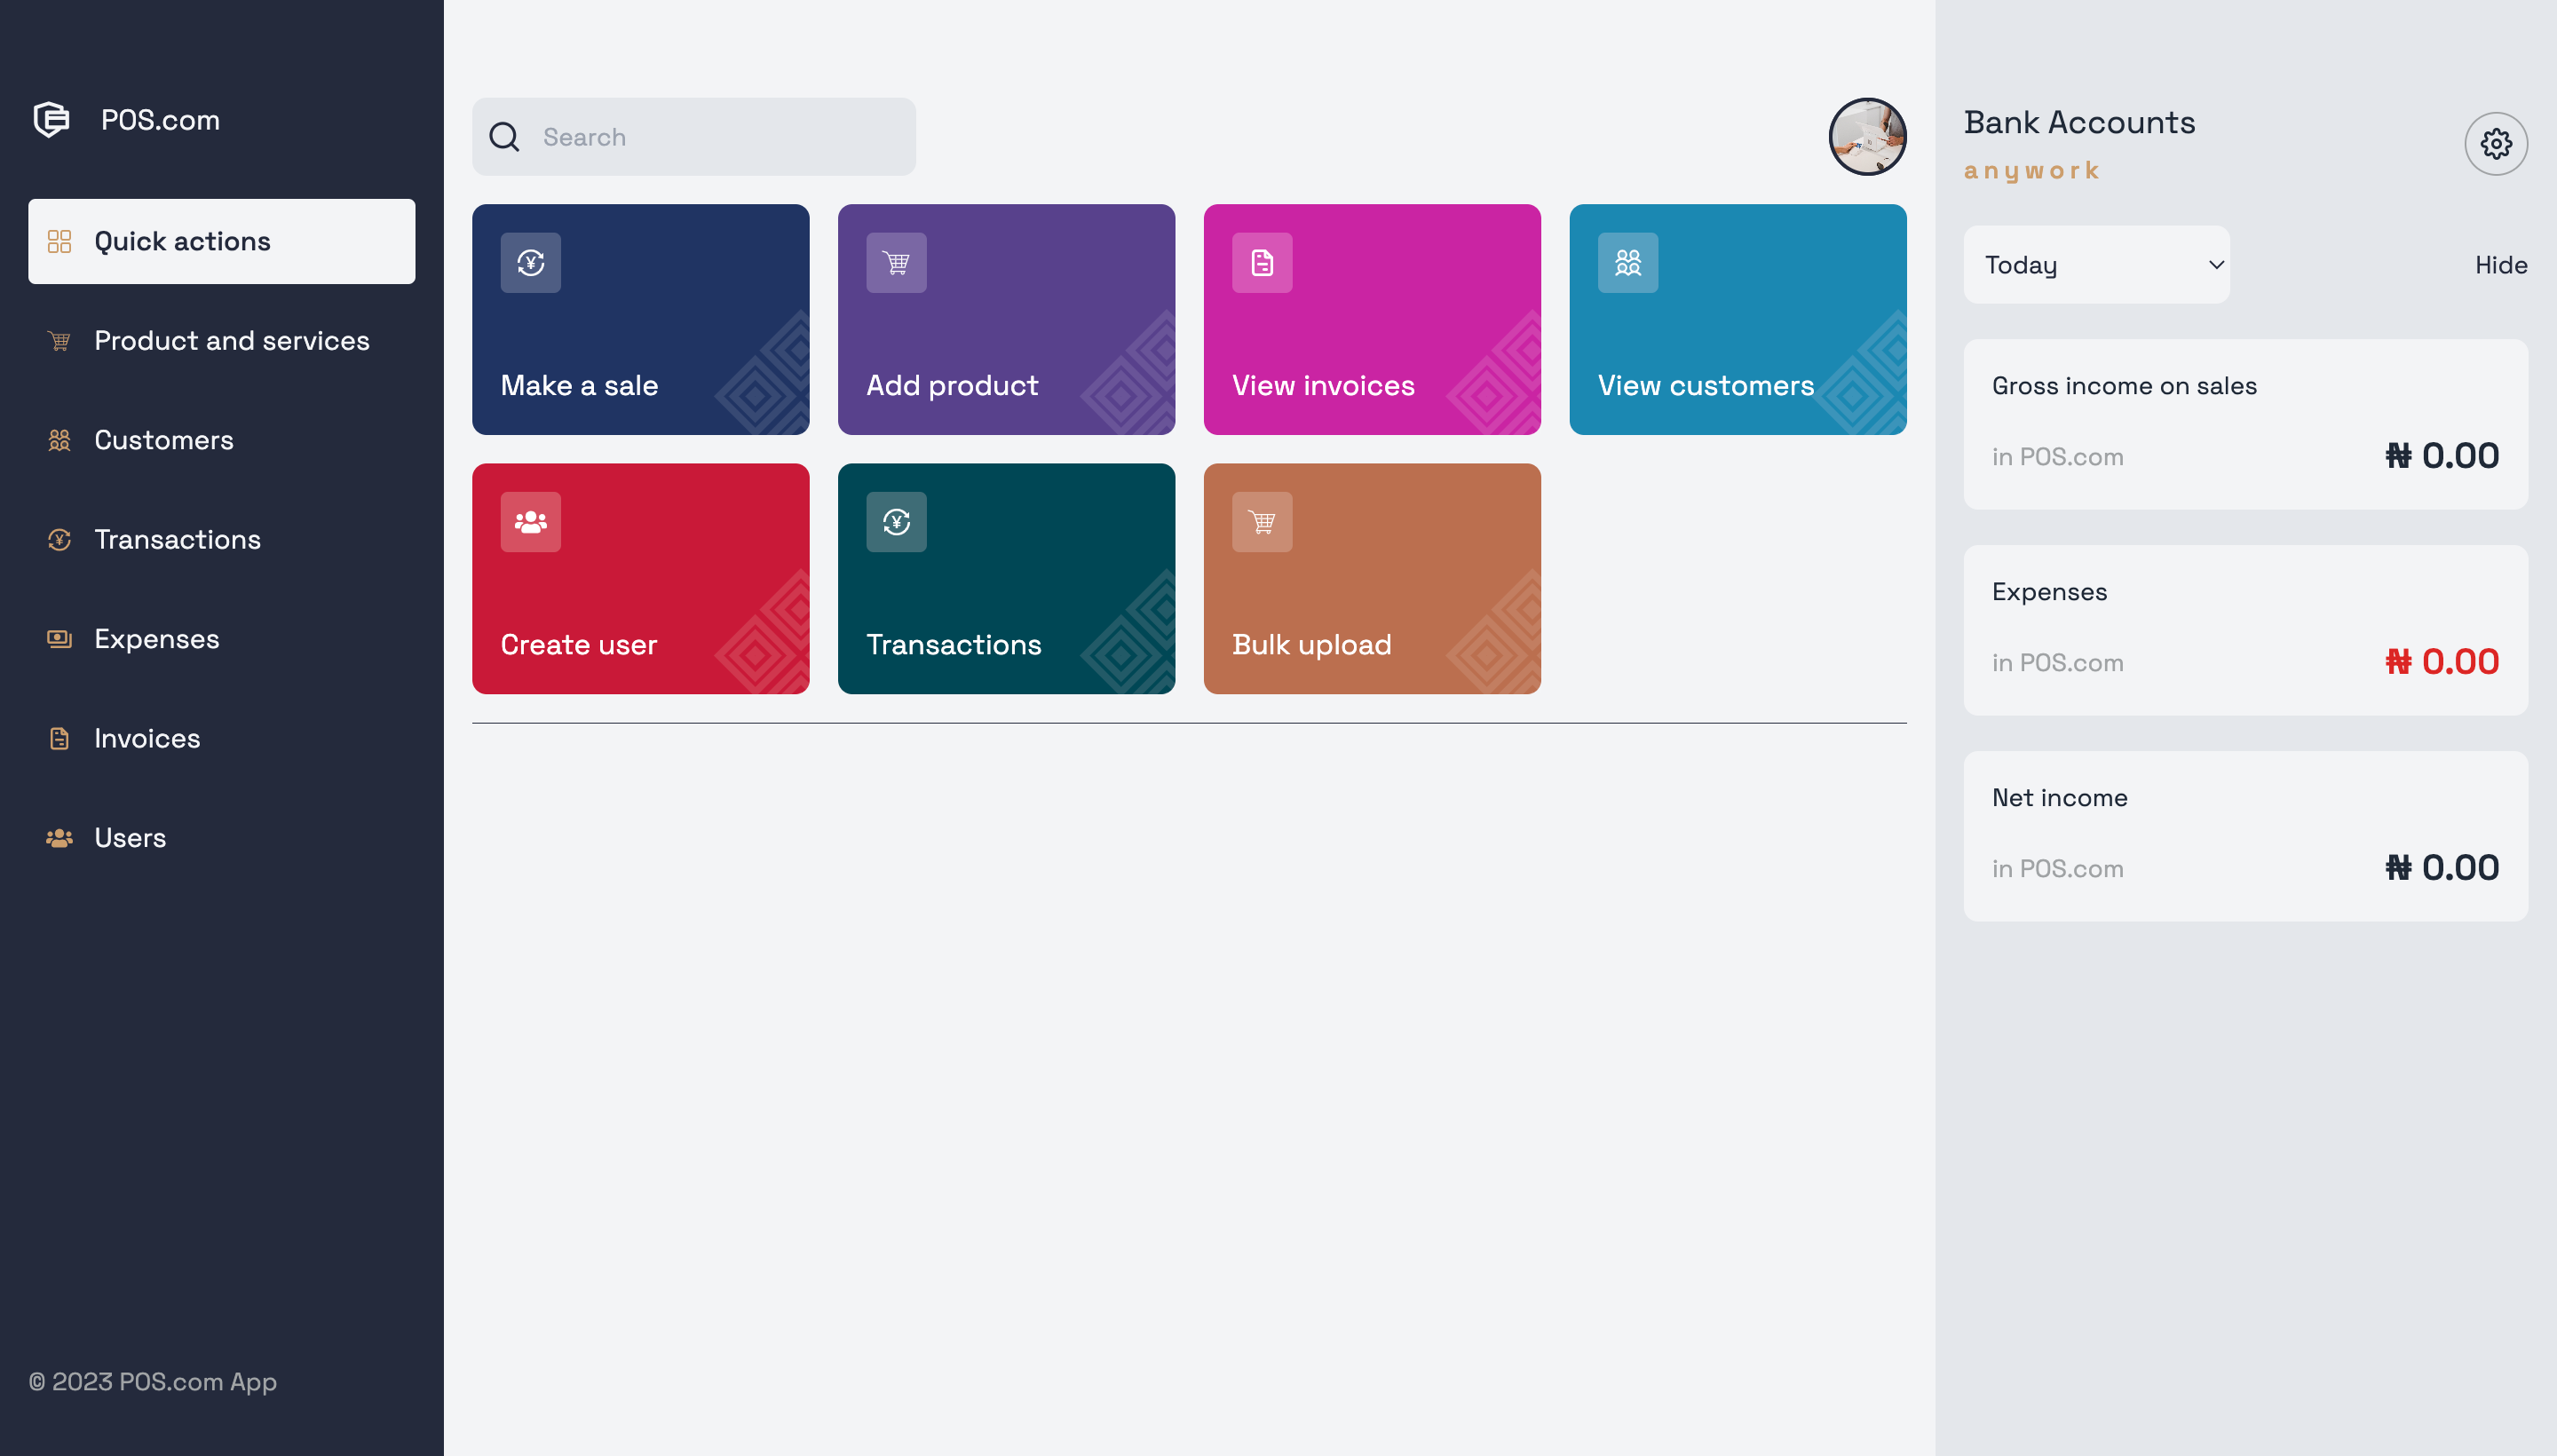 POS.com
Quick actions
Product and services
Customers
Transactions
Expenses
Invoices
Users
© 2023 POS.com App
Search
Make a sale
Add product
View invoices
View customers
Create user
Transactions
Bulk upload
Bank Accounts
anywork
Today
Hide
Gross income on sales
in POS.com
₦ 0.00
Expenses
in POS.com
₦ 0.00
Net income
in POS.com
₦ 0.00